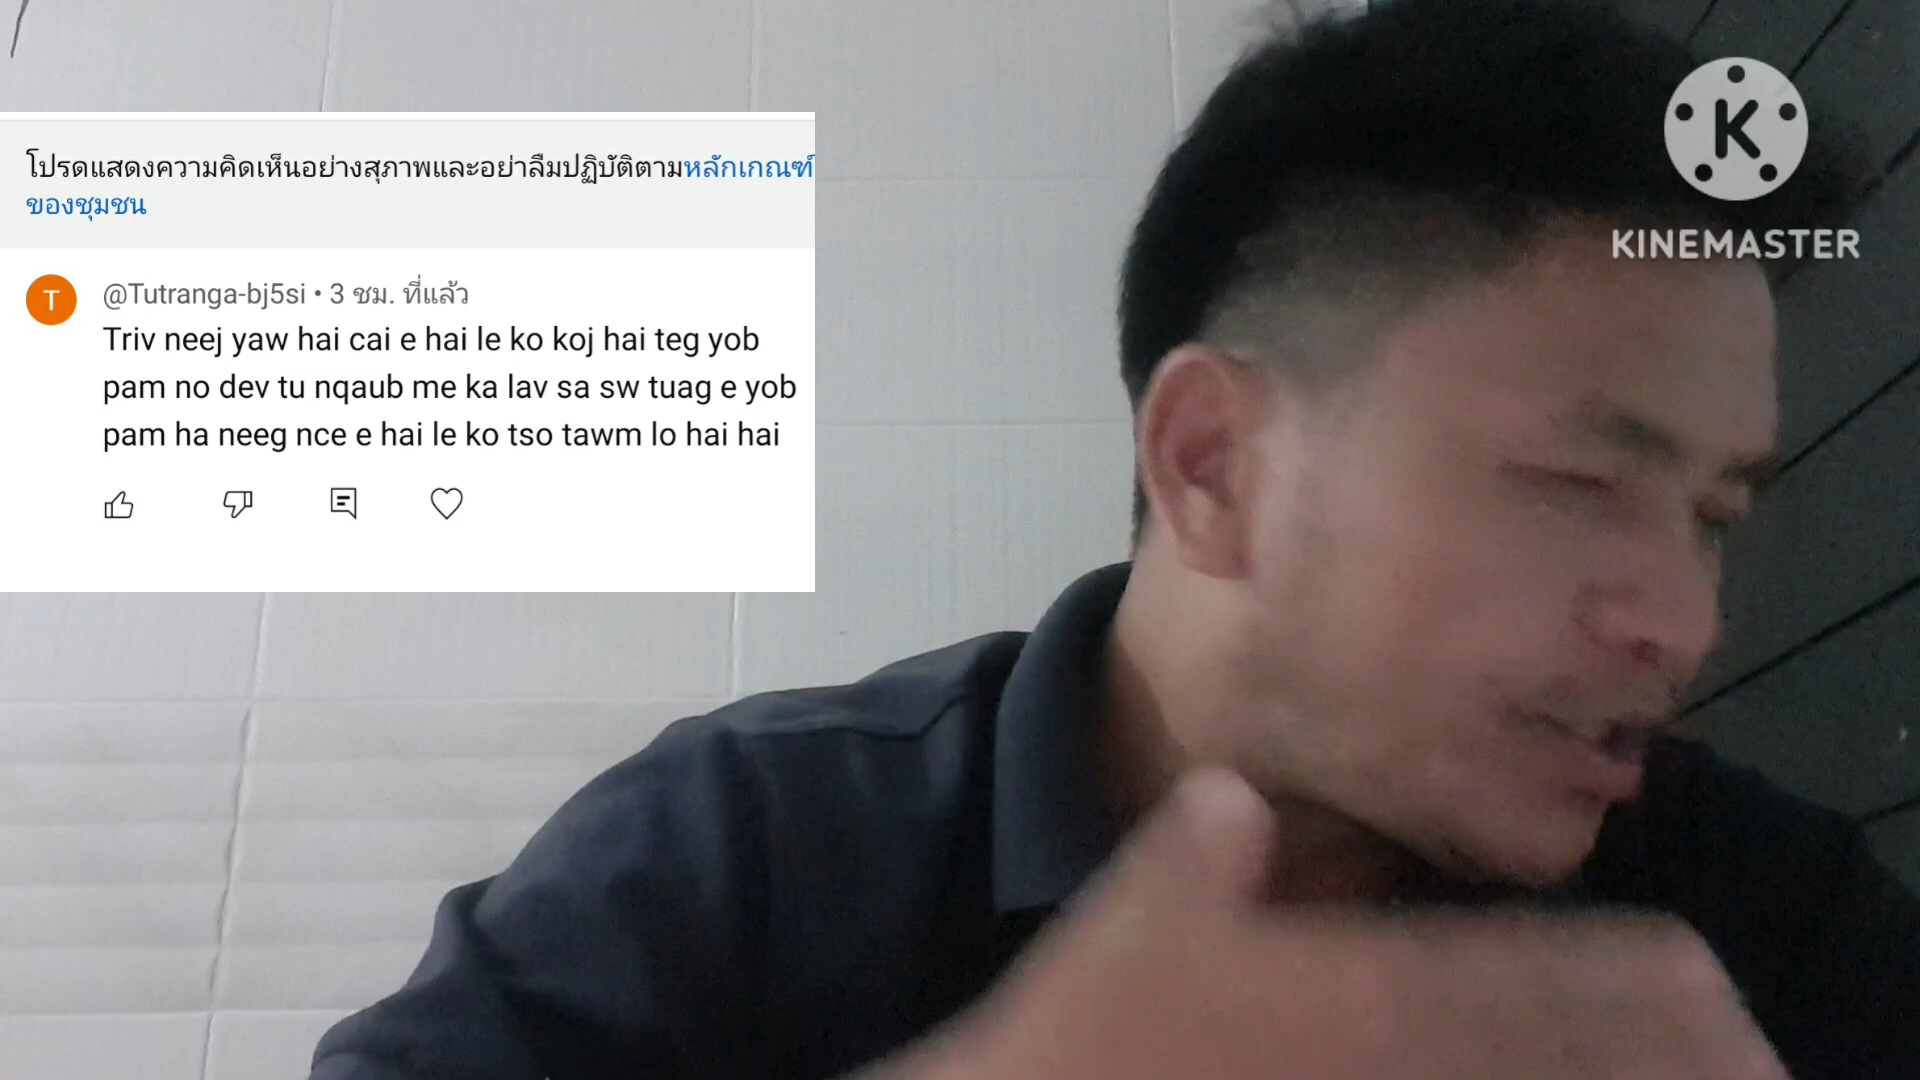 โปรดแสดงความคิดเห็นอย่างสุภาพและอย่าลืมปฏิบัติตามหลักเกณฑ์
ของชุมชน
T
@Tutranga-bj5si • 3 ชม. ที่แล้ว
Triv neej yaw hai cai e hai le ko koj hai teg yob
pam no dev tu nqaub me ka lav sa sw tuag e yob
pam ha neeg nce e hai le ko tso tawm lo hai hai
K
KINEMASTER